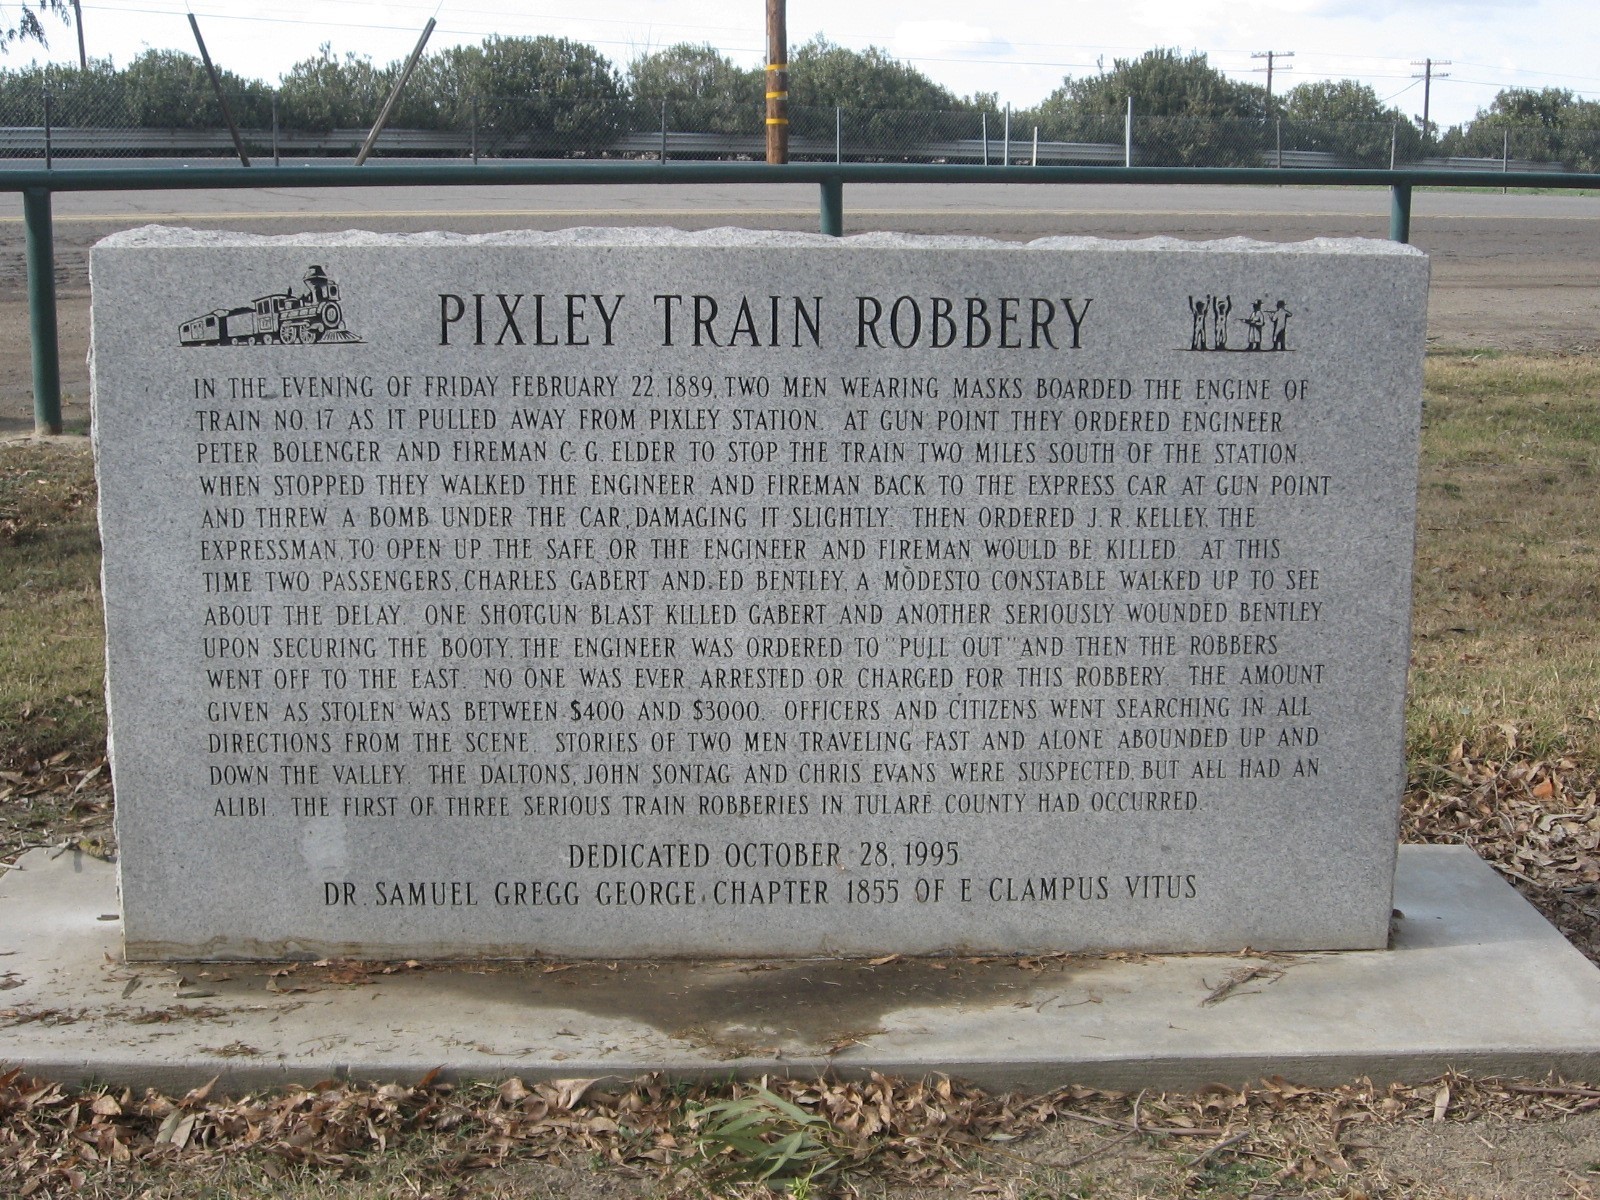 PIXLEY TRAIN ROBBERY
IN THE EVENING OF FRIDAY FEBRUARY 22, 1889, TWO MEN WEARING MASKS BOARDED THE ENGINE OF
TRAIN NO. 17 AS IT PULLED AWAY FROM PIXLEY STATION. AT GUN POINT THEY ORDERED ENGINEER
PETER BOLENGER AND FIREMAN C. G. ELDER TO STOP THE TRAIN TWO MILES SOUTH OF THE STATION.
WHEN STOPPED THEY WALKED THE ENGINEER AND FIREMAN BACK TO THE EXPRESS CAR AT GUN POINT
AND THREW A BOMB UNDER THE CAR, DAMAGING IT SLIGHTLY. THEN ORDERED J. R. KELLEY, THE
EXPRESSMAN, TO OPEN UP THE SAFE OR THE ENGINEER AND FIREMAN WOULD BE KILLED. AT THIS
TIME TWO PASSENGERS, CHARLES GABERT AND ED BENTLEY, A MODESTO CONSTABLE WALKED UP TO SEE
ABOUT THE DELAY. ONE SHOTGUN BLAST KILLED GABERT AND ANOTHER SERIOUSLY WOUNDED BENTLEY
UPON SECURING THE BOOTY, THE ENGINEER WAS ORDERED TO "PULL OUT" AND THEN THE ROBBERS
WENT OFF TO THE EAST. NO ONE WAS EVER ARRESTED OR CHARGED FOR THIS ROBBERY. THE AMOUNT
GIVEN AS STOLEN WAS BETWEEN $400 AND $3000. OFFICERS AND CITIZENS WENT SEARCHING IN ALL
DIRECTIONS FROM THE SCENE. STORIES OF TWO MEN TRAVELING FAST AND ALONE ABOUNDED UP AND
DOWN THE VALLEY. THE DALTONS, JOHN SONTAG AND CHRIS EVANS WERE SUSPECTED, BUT ALL HAD AN
ALIBI. THE FIRST OF THREE SERIOUS TRAIN ROBBERIES IN TULARE COUNTY HAD OCCURRED.
DEDICATED OCTOBER 28, 1995
DR. SAMUEL GREGG GEORGE CHAPTER 1855 OF E CLAMPUS VITUS